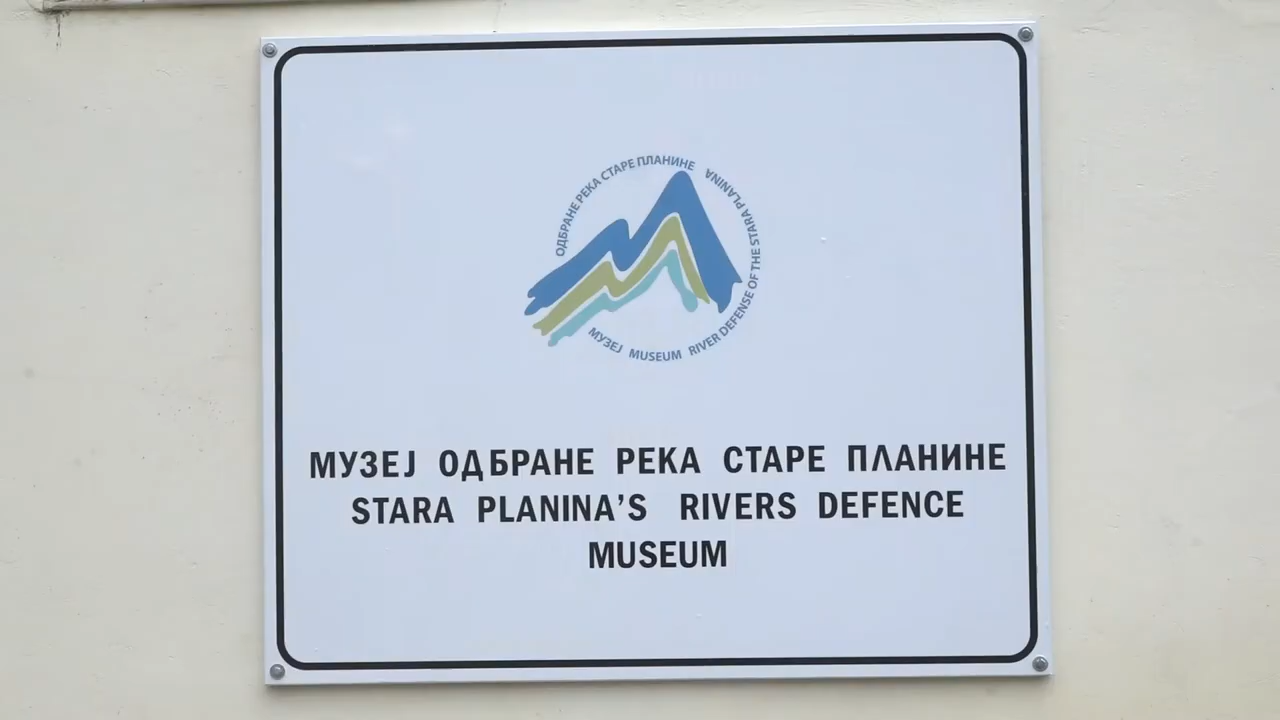 ОДБРАНЕ РЕКА СТАРЕ ПЛАНИНЕ
МУЗЕЈ MUSEUM RIVER DEFENSE OF THE STARA PLANINA
МУЗЕЈ ОДБРАНЕ РЕКА СТАРЕ ПЛАНИНЕ
STARA PLANINA'S RIVERS DEFENCE
MUSEUM